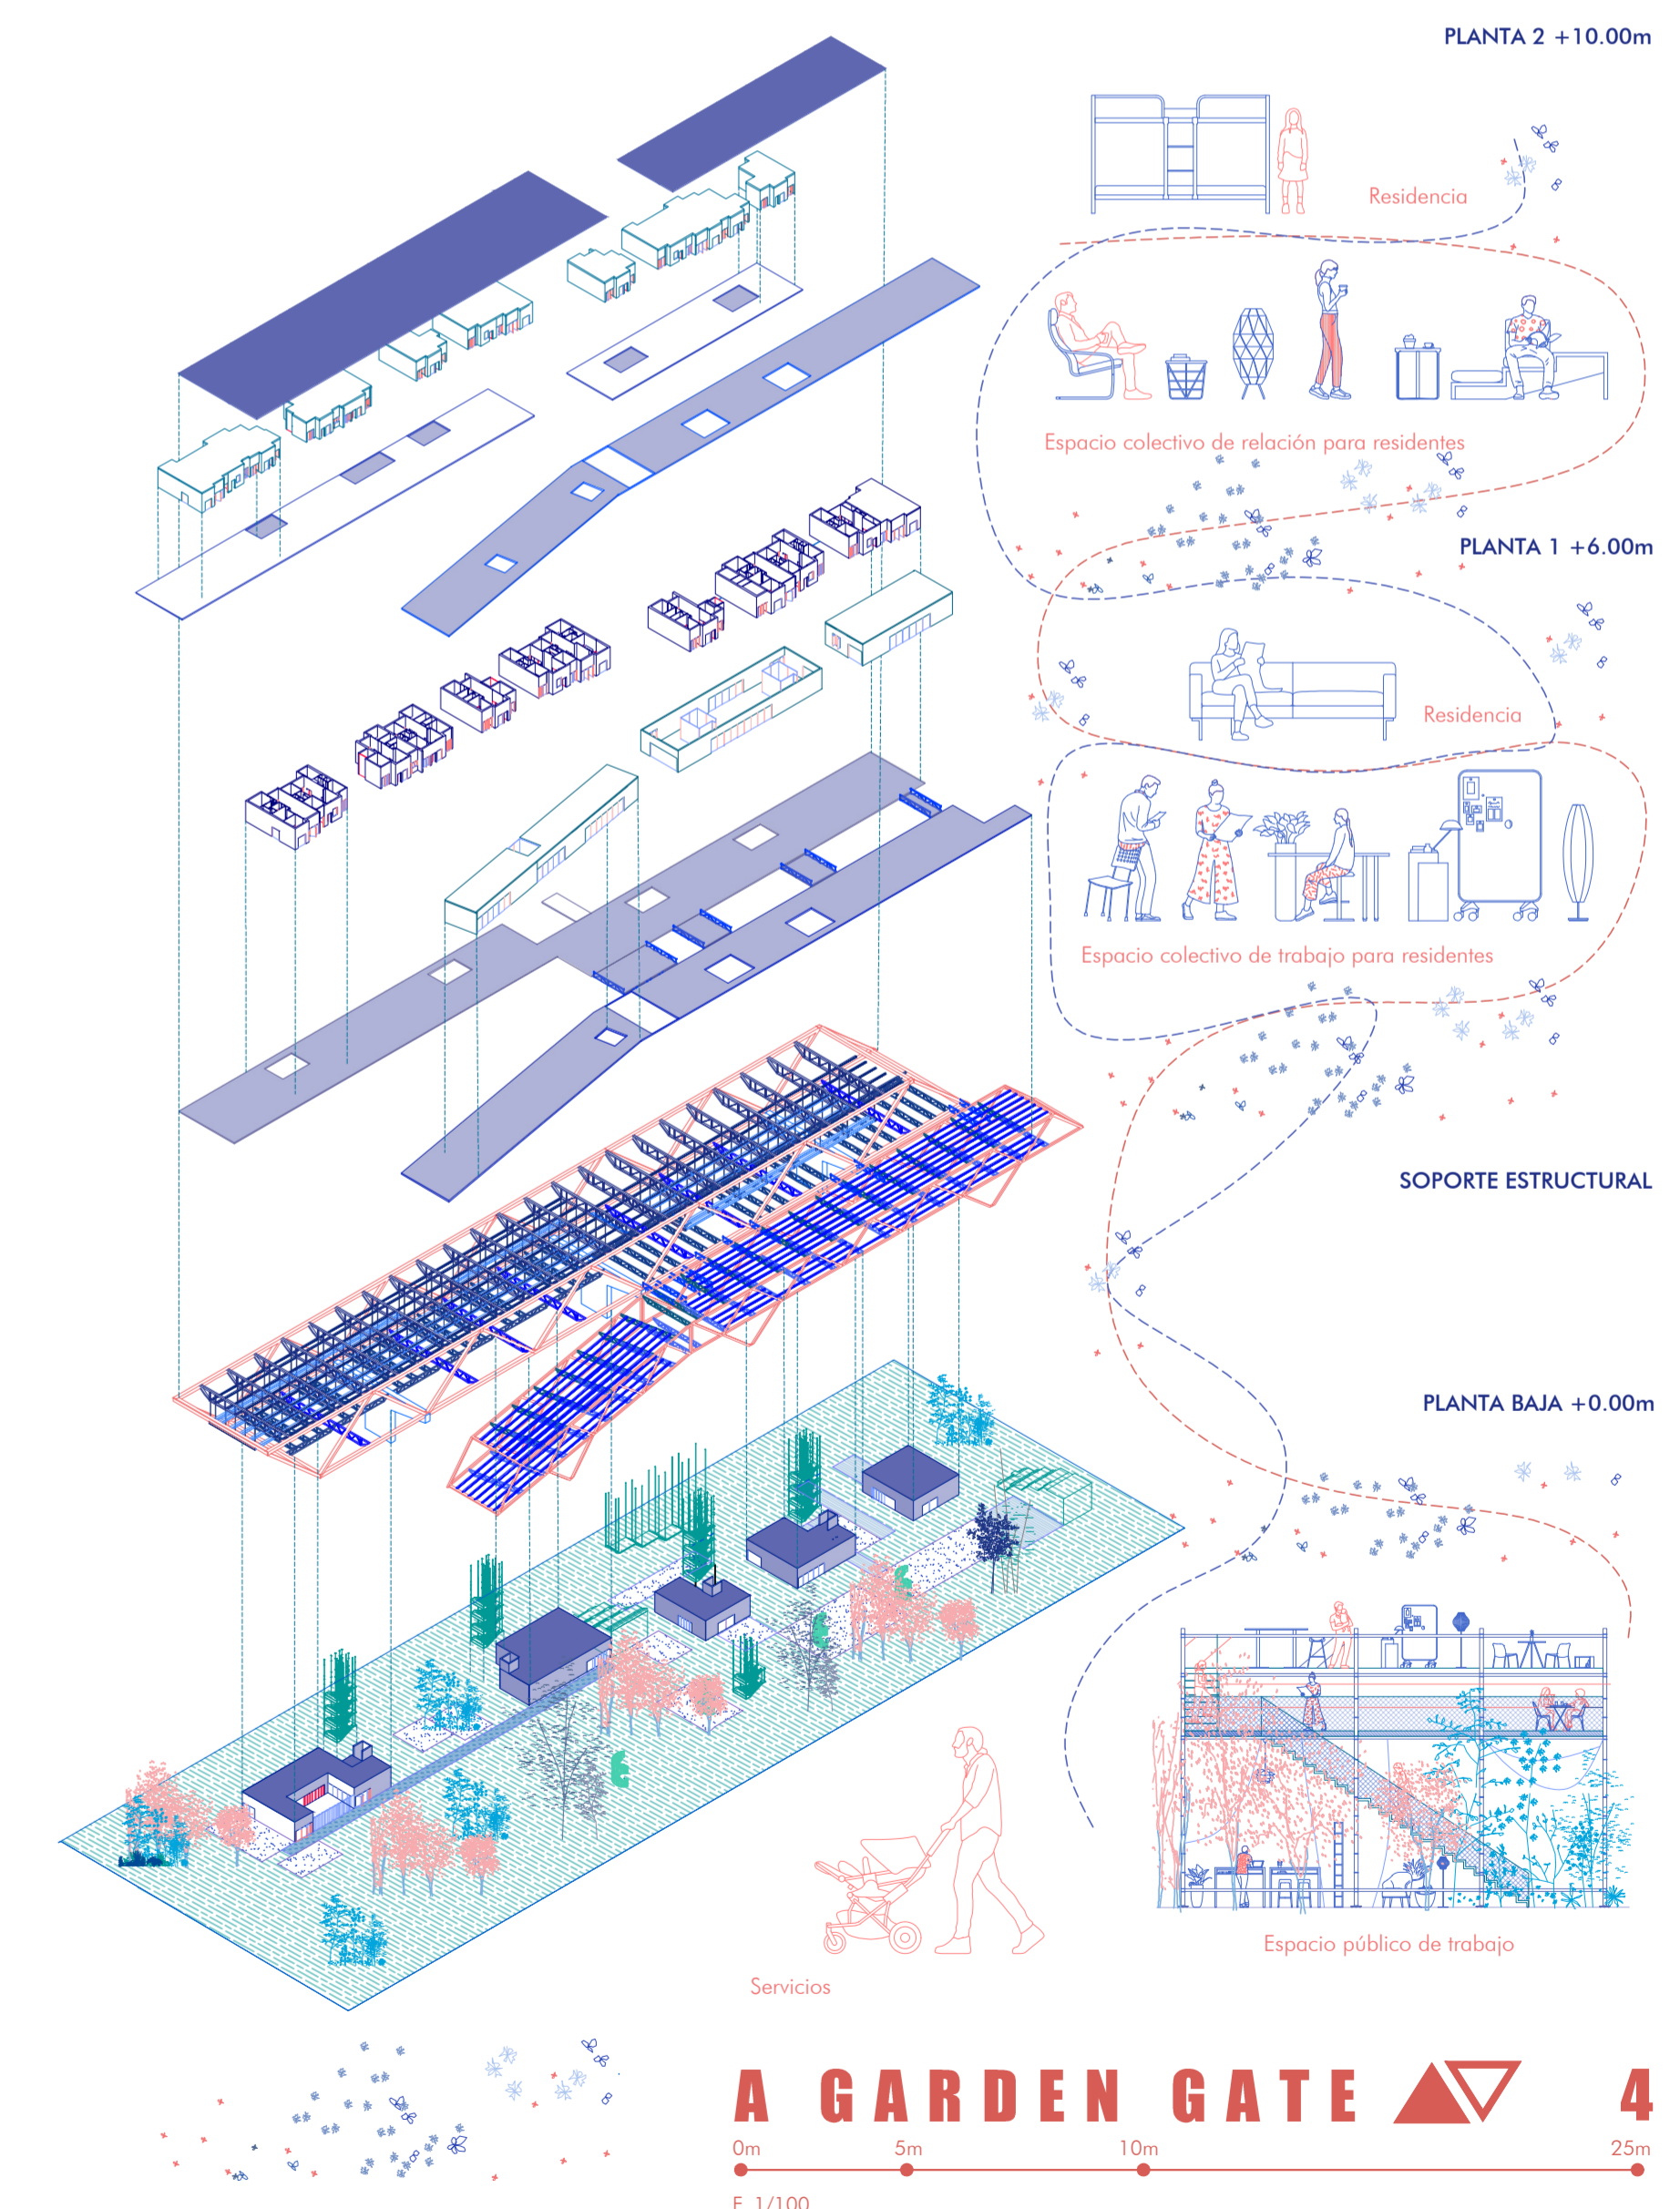 PLANTA 2 +10.00m
Residencia
Espacio colectivo de relación para residentes
PLANTA 1 +6.00m
Residencia
Espacio colectivo de trabajo para residentes
SOPORTE ESTRUCTURAL
PLANTA BAJA +0.00m
Espacio público de trabajo
Servicios
A GARDEN GATE 4
0m 5m 10m 25m
E 1/100